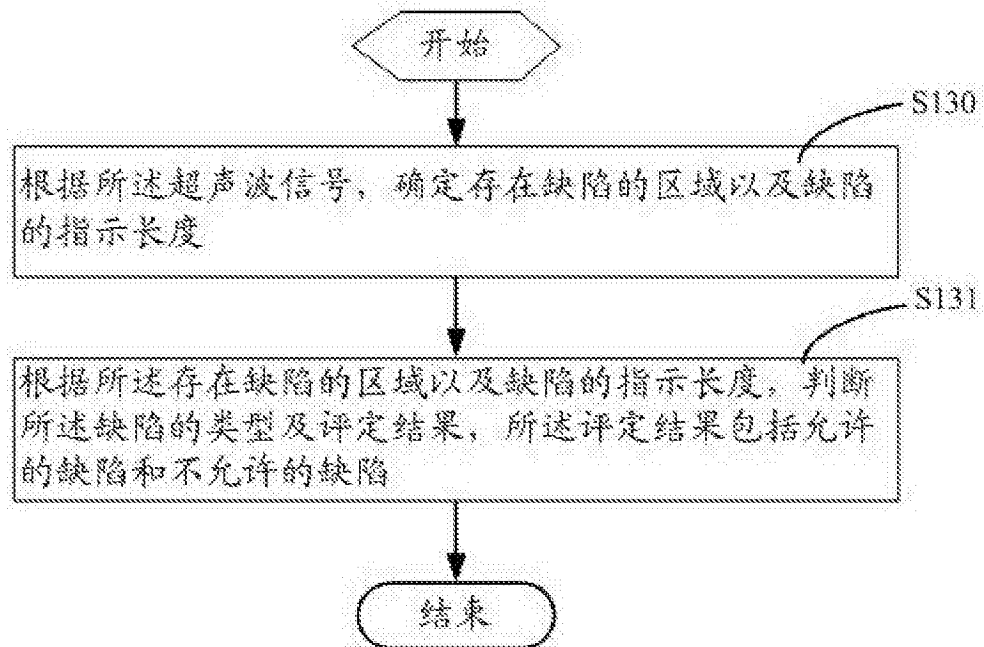 开始
S130
根据所述超声波信号，确定存在缺陷的区域以及缺陷
的指示长度
S131
根据所述存在缺陷的区域以及缺陷的指示长度，判断
所述缺陷的类型及评定结果，所述评定结果包括允许
的缺陷和不允许的缺陷
结束